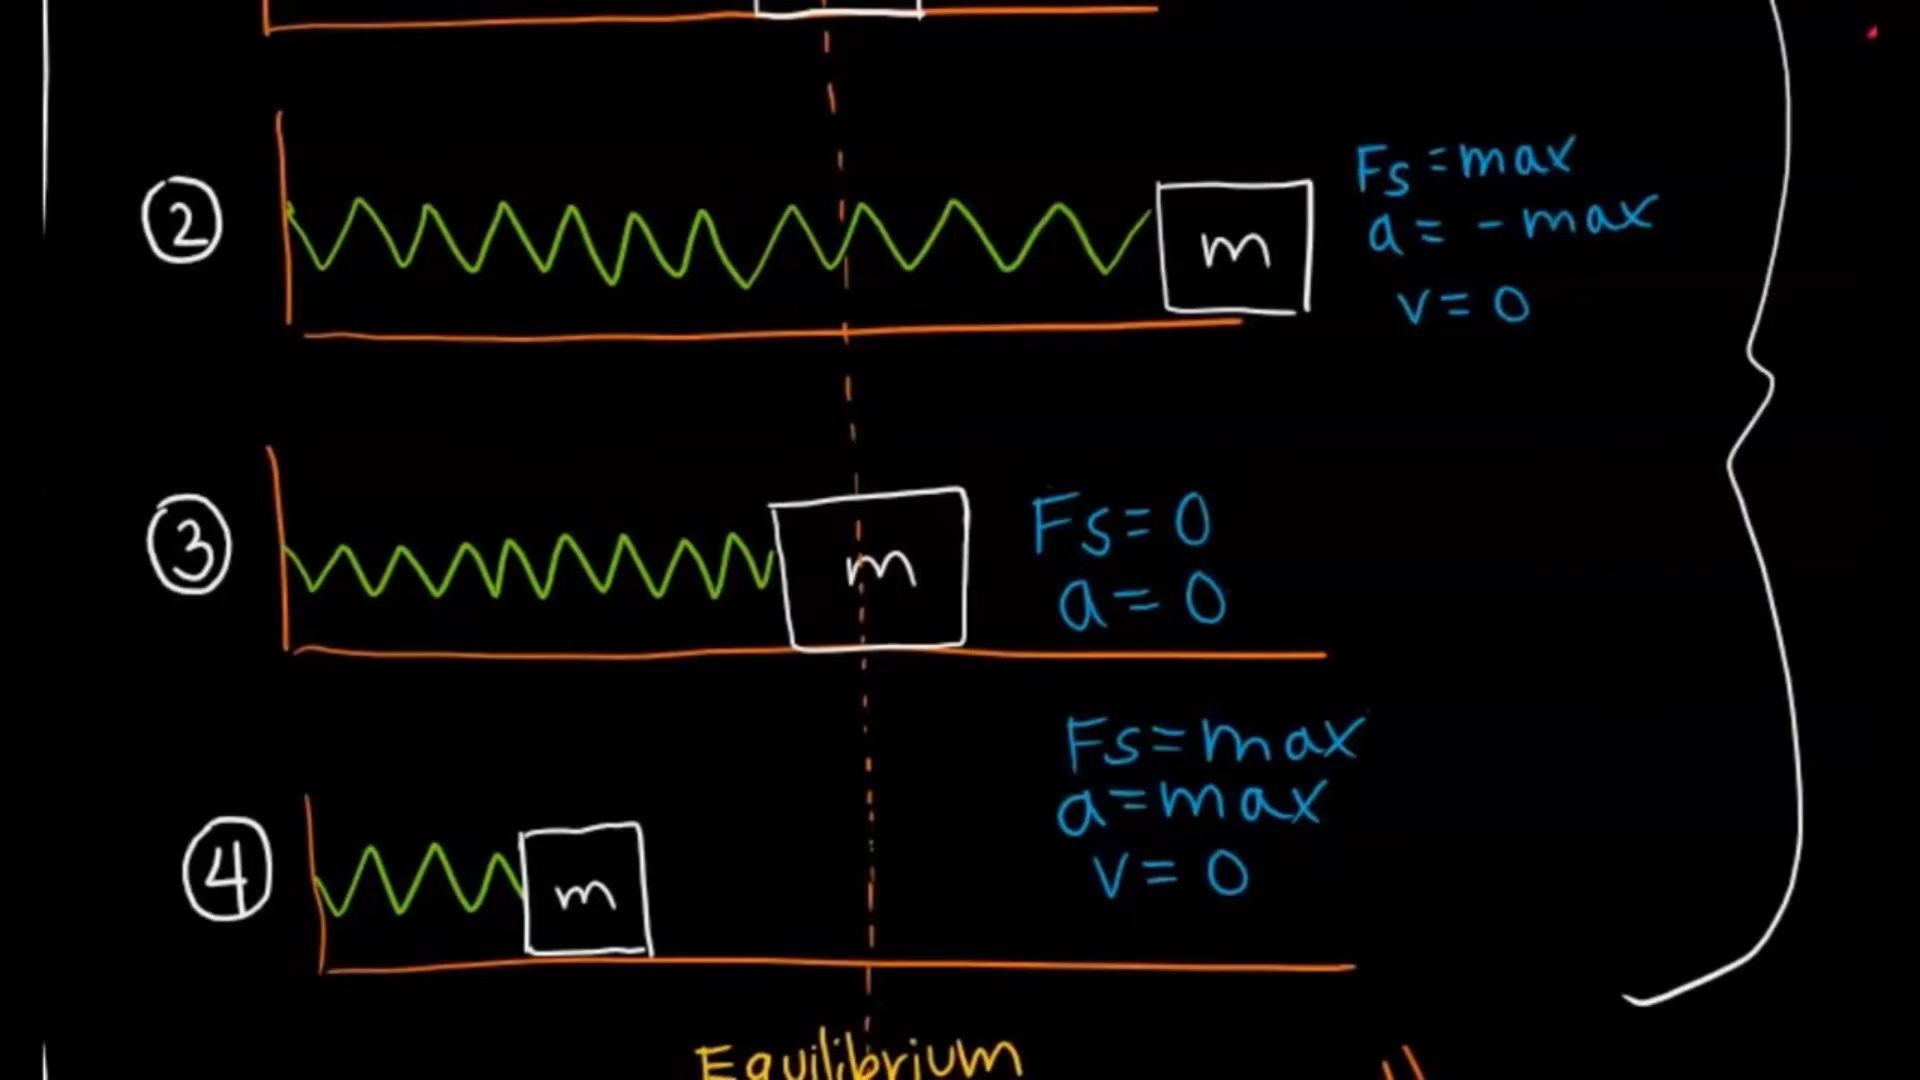 2
m
Fs = max
a = - max
v = 0
3
m
Fs = 0
a = 0
4
m
Fs = max
a = max
v = 0
Equilibrium